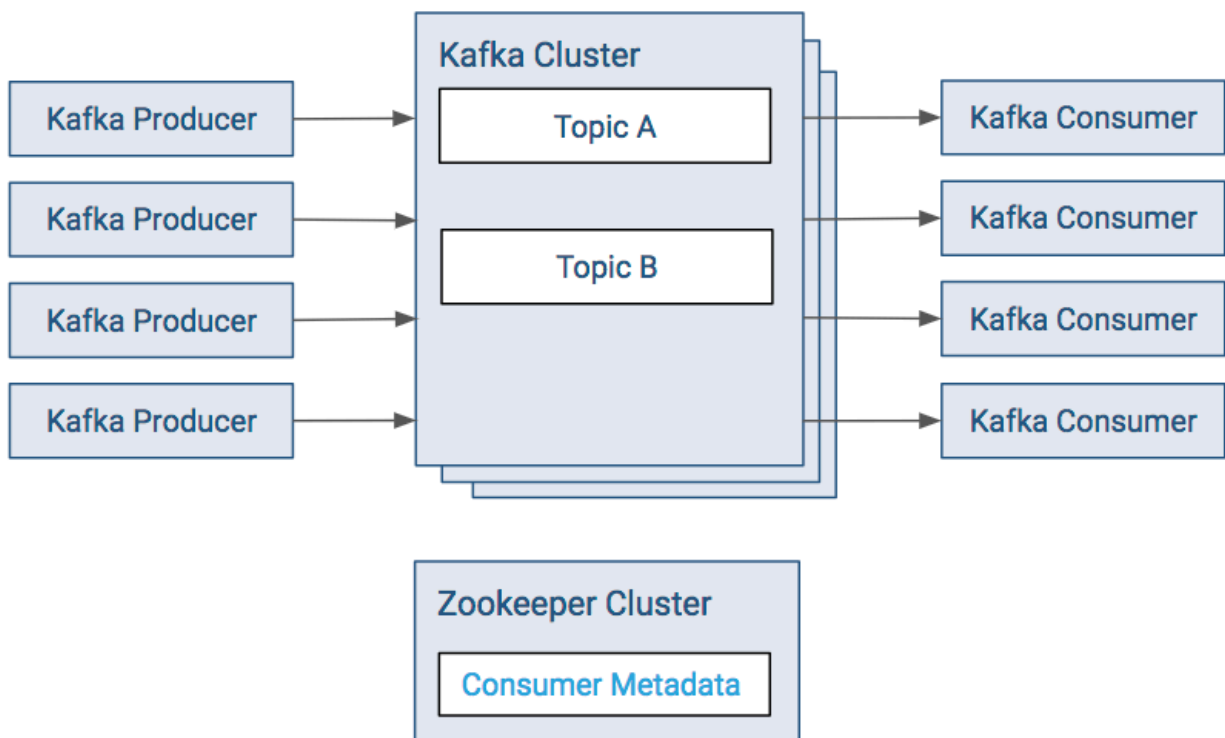 Kafka Cluster
Kafka Producer
Topic A
Kafka Consumer
Kafka Producer
Kafka Consumer
Topic B
Kafka Producer
Kafka Consumer
Kafka Producer
Kafka Consumer
Zookeeper Cluster
Consumer Metadata